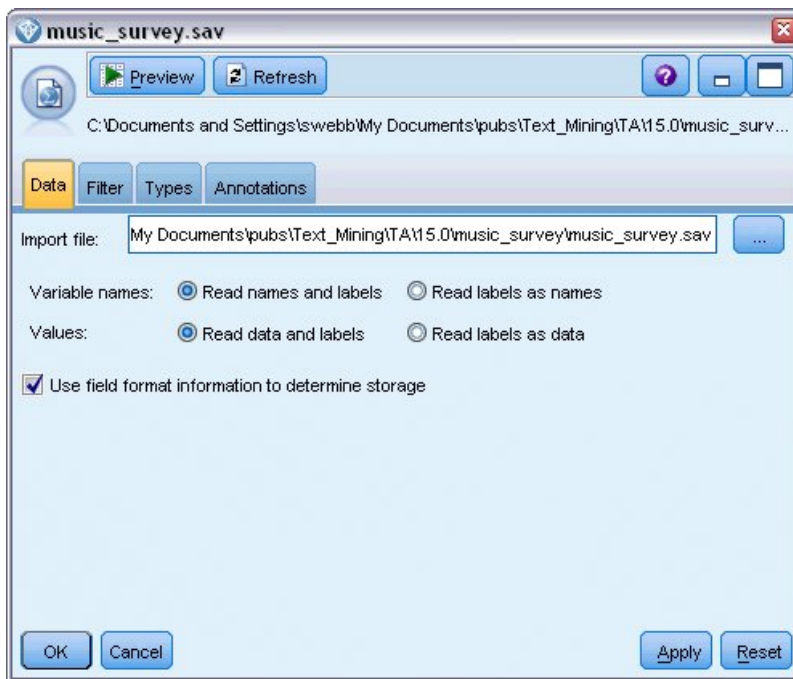 music_survey.sav
Preview Refresh
C:\Documents and Settings\swebb\My Documents\pubs\Text_Mining\TA\15.0\music_surv...
Data Filter Types Annotations
Import file: My Documents\pubs\Text_Mining\TA\15.0\music_survey\music_survey.sav ...
Variable names: Read names and labels Read labels as names
Values: Read data and labels Read labels as data
Use field format information to determine storage
OK Cancel Apply Reset